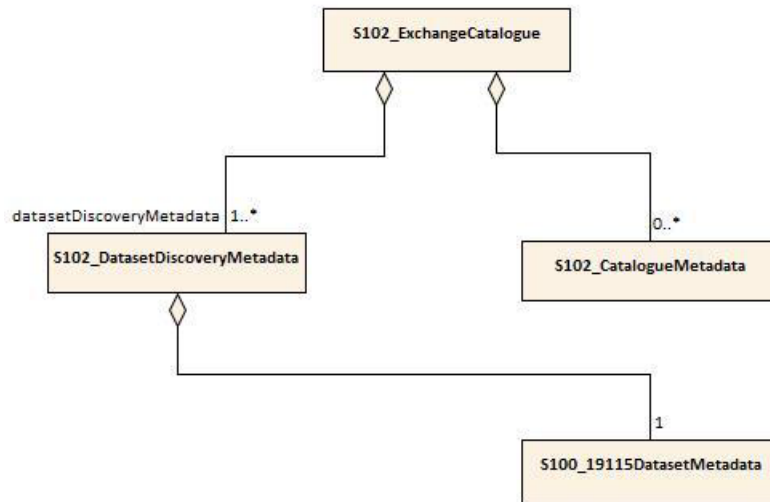 S102_ExchangeCatalogue
datasetDiscoveryMetadata 1..*
0..*
S102_DatasetDiscoveryMetadata
S102_CatalogueMetadata
1
S100_19115DatasetMetadata